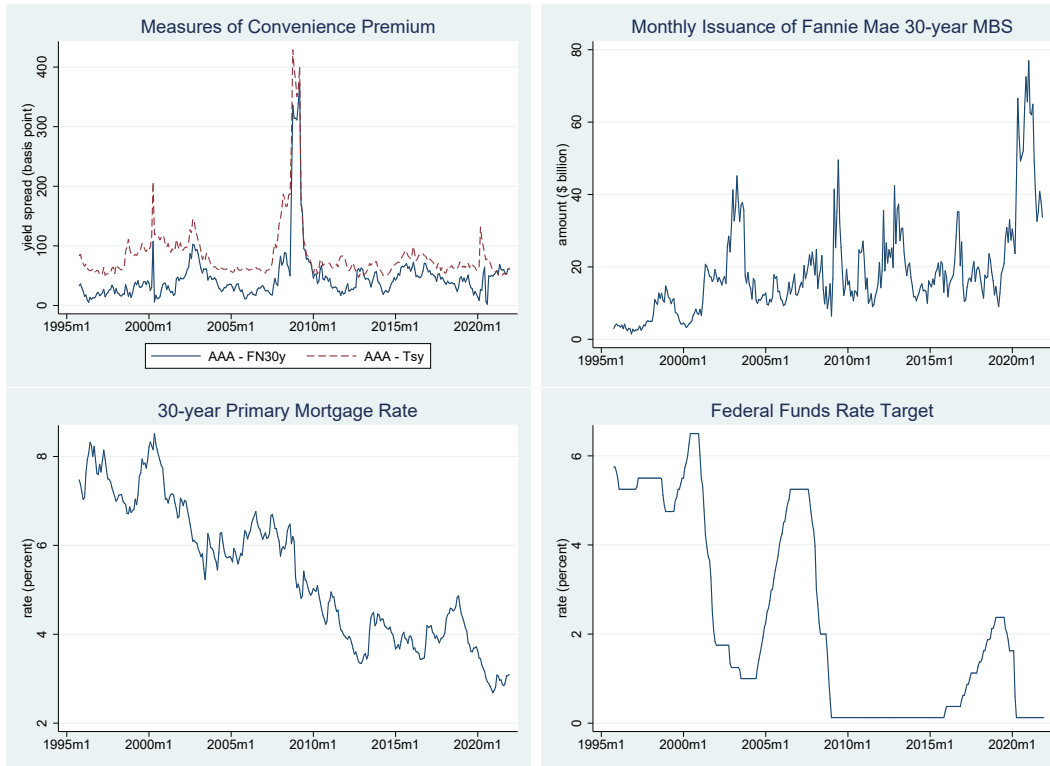 Measures of Convenience Premium
yield spread (basis point)
400
300
200
100
0
1995m1 2000m1 2005m1 2010m1 2015m1 2020m1
AAA - FN30y AAA - Tsy
Monthly Issuance of Fannie Mae 30-year MBS
amount ($ billion)
80
60
40
20
0
1995m1 2000m1 2005m1 2010m1 2015m1 2020m1
30-year Primary Mortgage Rate
rate (percent)
8
6
4
2
1995m1 2000m1 2005m1 2010m1 2015m1 2020m1
Federal Funds Rate Target
rate (percent)
6
4
2
0
1995m1 2000m1 2005m1 2010m1 2015m1 2020m1